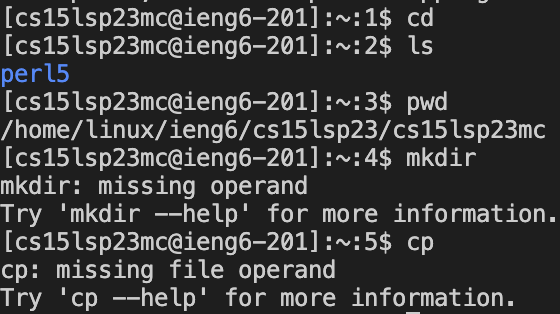 [cs15lsp23mc@ieng6-201]:~:1$ cd
[cs15lsp23mc@ieng6-201]:~:2$ ls
perl5
[cs15lsp23mc@ieng6-201]:~:3$ pwd
/home/linux/ieng6/cs15lsp23/cs15lsp23mc
[cs15lsp23mc@ieng6-201]:~:4$ mkdir
mkdir: missing operand
Try 'mkdir --help' for more information.
[cs15lsp23mc@ieng6-201]:~:5$ cp
cp: missing file operand
Try 'cp --help' for more information.